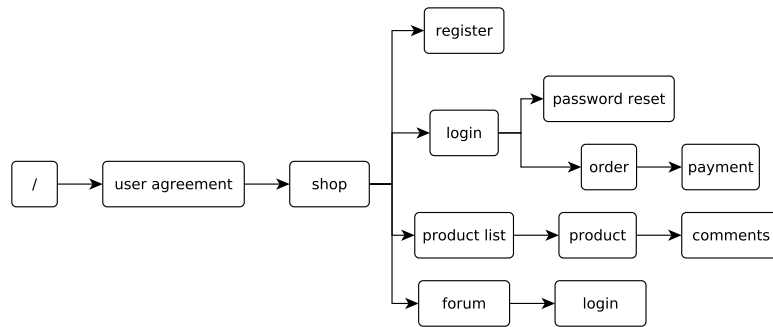 register
password reset
login
order
payment
/
user agreement
shop
product list
product
comments
forum
login